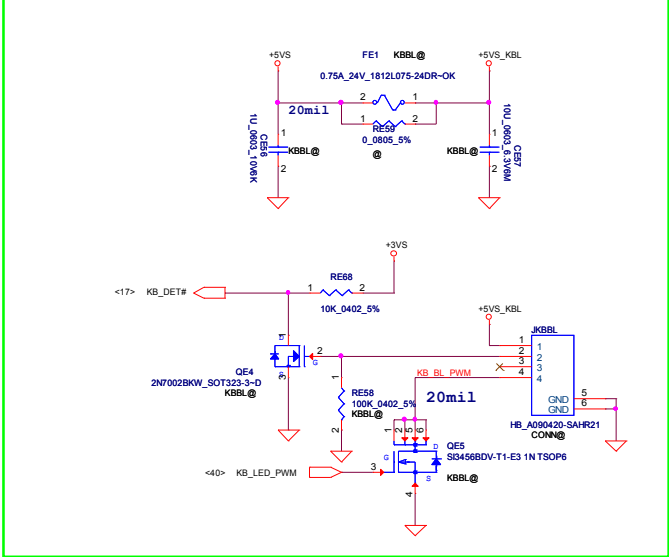 +5VS
FE1 KBBL@
+5VS_KBL
0.75A_24V_1812L075-24DR~OK
2 1
20mil
1 2
RE59
0_0805_5%
@
1
CE56
1U_0603_10V6K
KBBL@
2
1
CE57
10U_0603_6.3V6M
KBBL@
2
+3VS
RE68
<17> KB_DET#
1 2
10K_0402_5%
+5VS_KBL
JKBBL
1 1
2 2
3 3
4 4
D
1
2
G
S
3
QE4
2N7002BKW_SOT323-3~D
KBBL@
KB_BL_PWM
20mil
GND 5
GND 6
HB_A090420-SAHR21
CONN@
1
RE58
100K_0402_5%
KBBL@
2
1 2 5 6
QE5
SI3456BDV-T1-E3 1N TSOP6
KBBL@
G D
S
<40> KB_LED_PWM
3
4